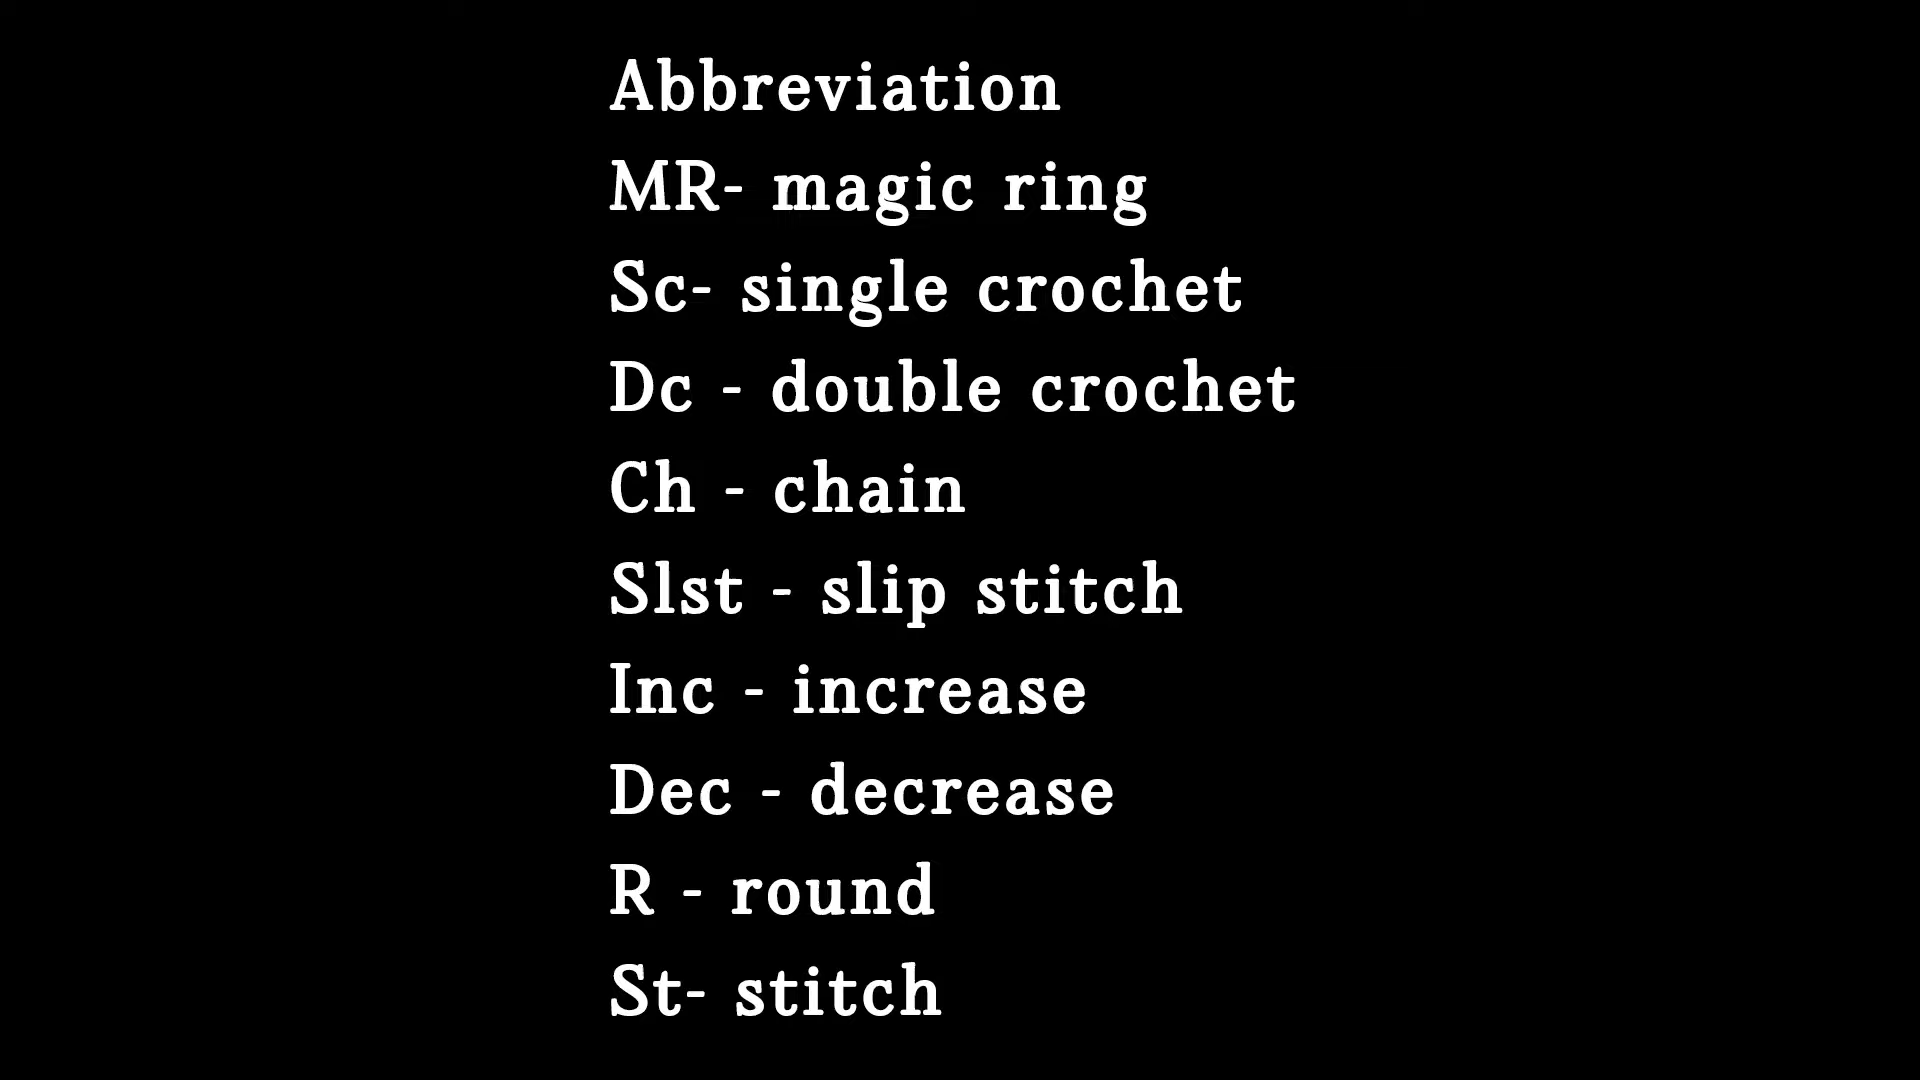 Abbreviation
MR- magic ring
Sc- single crochet
Dc - double crochet
Ch - chain
Slst - slip stitch
Inc - increase
Dec - decrease
R - round
St- stitch